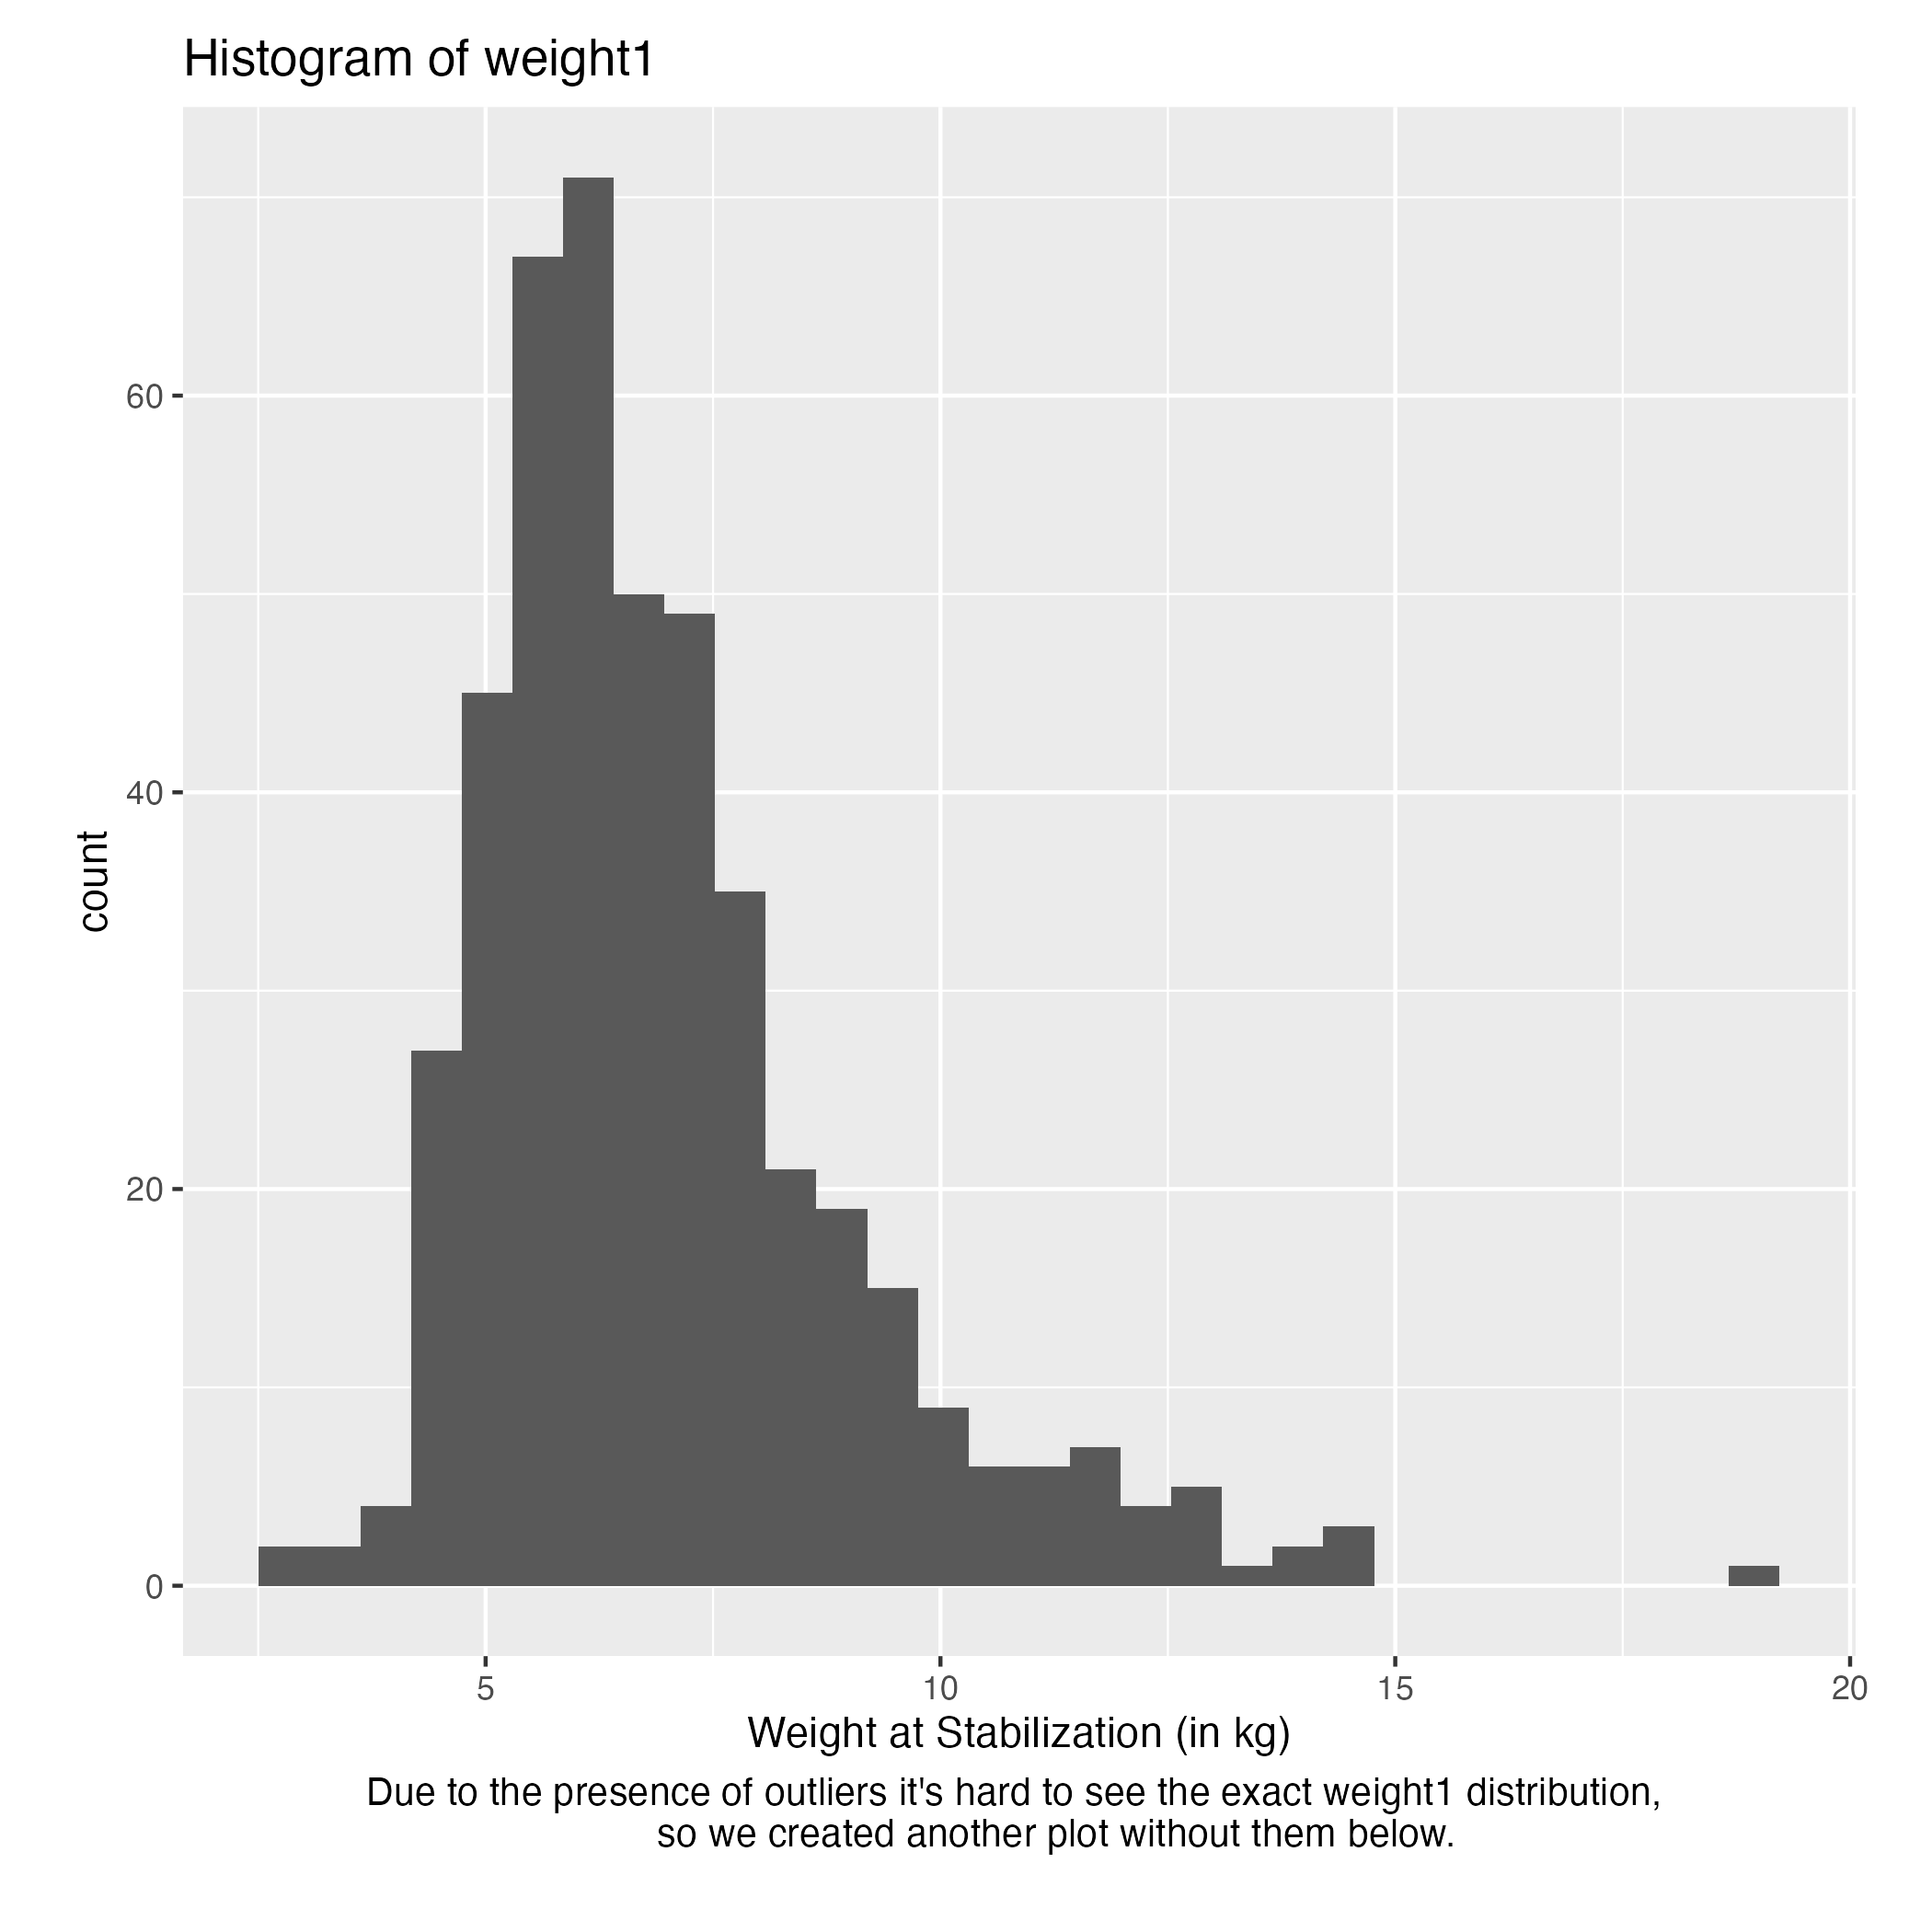 Histogram of weight1
60
40
20
0
count
5
10
15
20
Weight at Stabilization (in kg)
Due to the presence of outliers it's hard to see the exact weight1 distribution,
so we created another plot without them below.